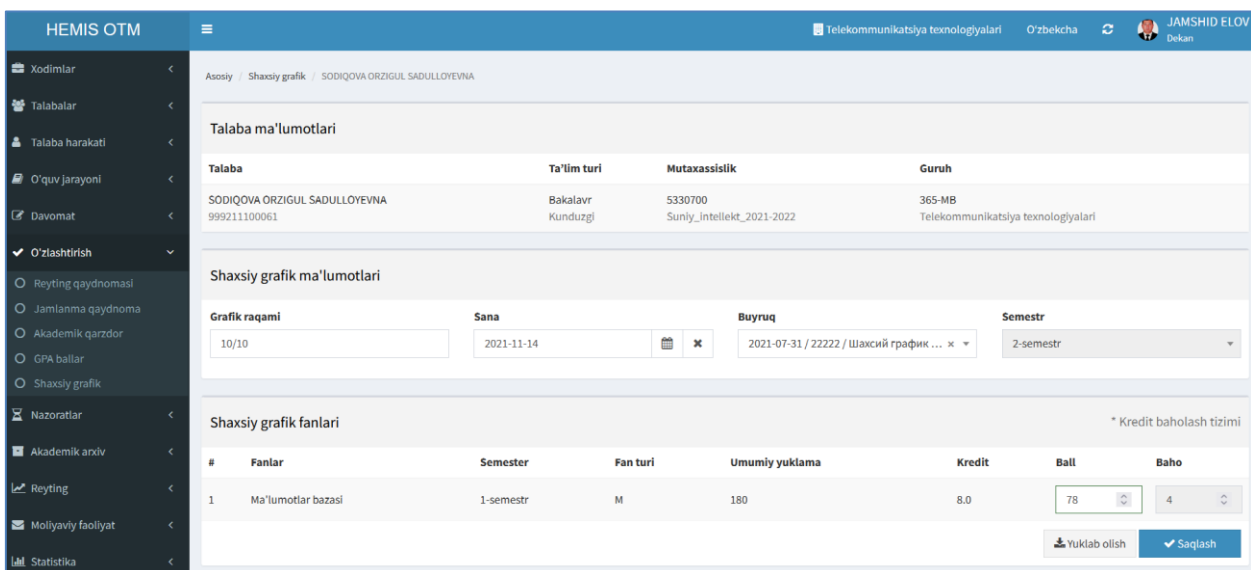 HEMIS OTM
Telekommunikatsiya texnologiyalari O'zbekcha JAMSHID ELOV
Dekan
Xodimlar
Talabalar
Talaba harakati
O'quv jarayoni
Davomat
O'zlashtirish
Reyting qaydnomasi
Jamlanma qaydnoma
Akademik qarzdor
GPA ballar
Shaxsiy grafik
Nazoratlar
Akademik arxiv
Reyting
Moliyaviy faoliyat
Statistika
Asosiy / Shaxsiy grafik / SODIQOVA ORZIGUL SADULLOYEVNA
Talaba ma'lumotlari
Talaba Ta'lim turi Mutaxassislik Guruh
SODIQOVA ORZIGUL SADULLOYEVNA Bakalavr 5330700 365-MB
999211100061 Kunduzgi Suniy_intellekt_2021-2022 Telekommunikatsiya texnologiyalari
Shaxsiy grafik ma'lumotlari
Grafik raqami Sana Buyruq Semestr
10/10 2021-11-14 2021-07-31 / 22222 / Шахсий график ... × 2-semestr
Shaxsiy grafik fanlari * Kredit baholash tizimi
# Fanlar Semester Fan turi Umumiy yuklama Kredit Ball Baho
1 Ma'lumotlar bazasi 1-semestr M 180 8.0 78 4
Yuklab olish Saqlash